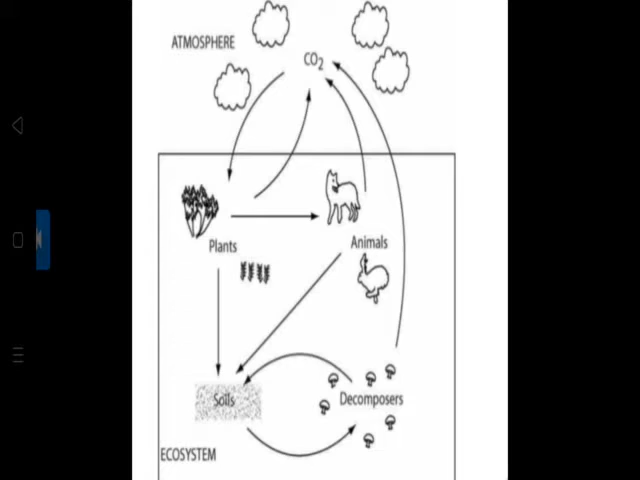 ATMOSPHERE
CO2
Plants
Animals
Soils
Decomposers
ECOSYSTEM